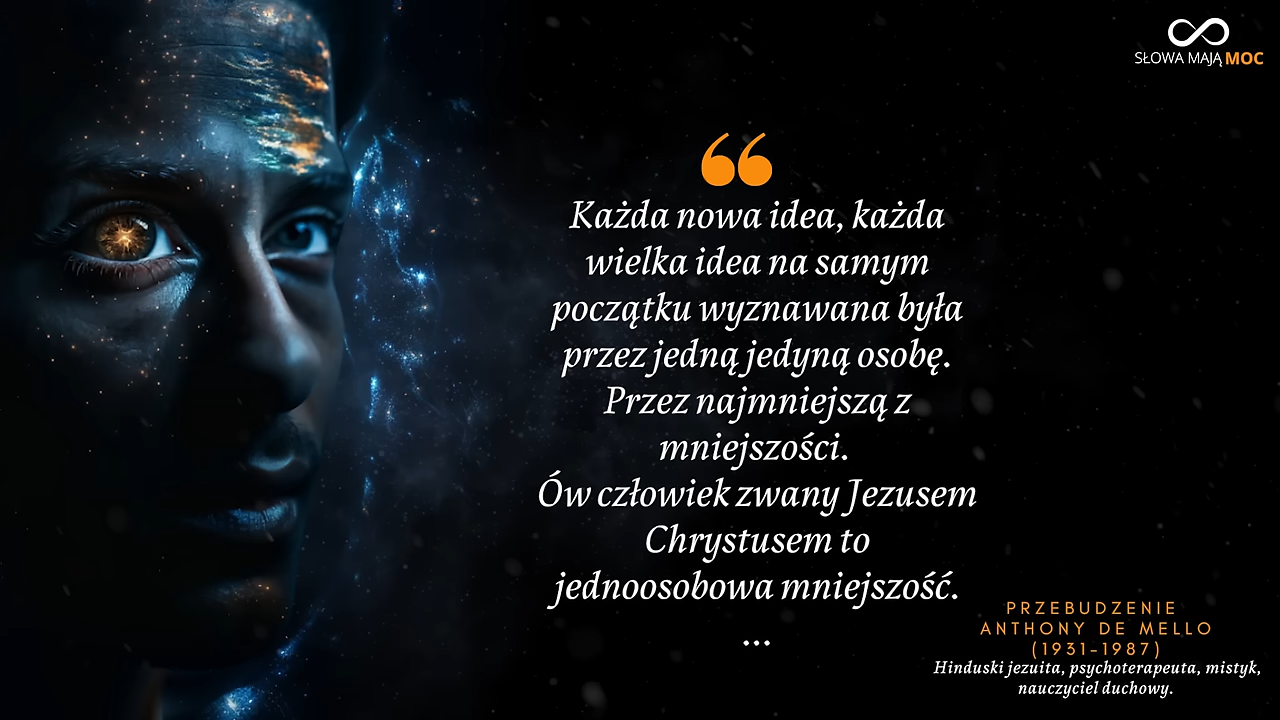 SŁOWA MAJĄ MOC
Każda nowa idea, każda
wielka idea na samym
początku wyznawana była
przez jedną jedyną osobę.
Przez najmniejszą z
mniejszości.
Ów człowiek zwany Jezusem
Chrystusem to
jednoosobowa mniejszość.
...
PRZEBUDZENIE
ANTHONY DE MELLO
(1931-1987)
Hinduski jezuita, psychoterapeuta, mistyk,
nauczyciel duchowy.